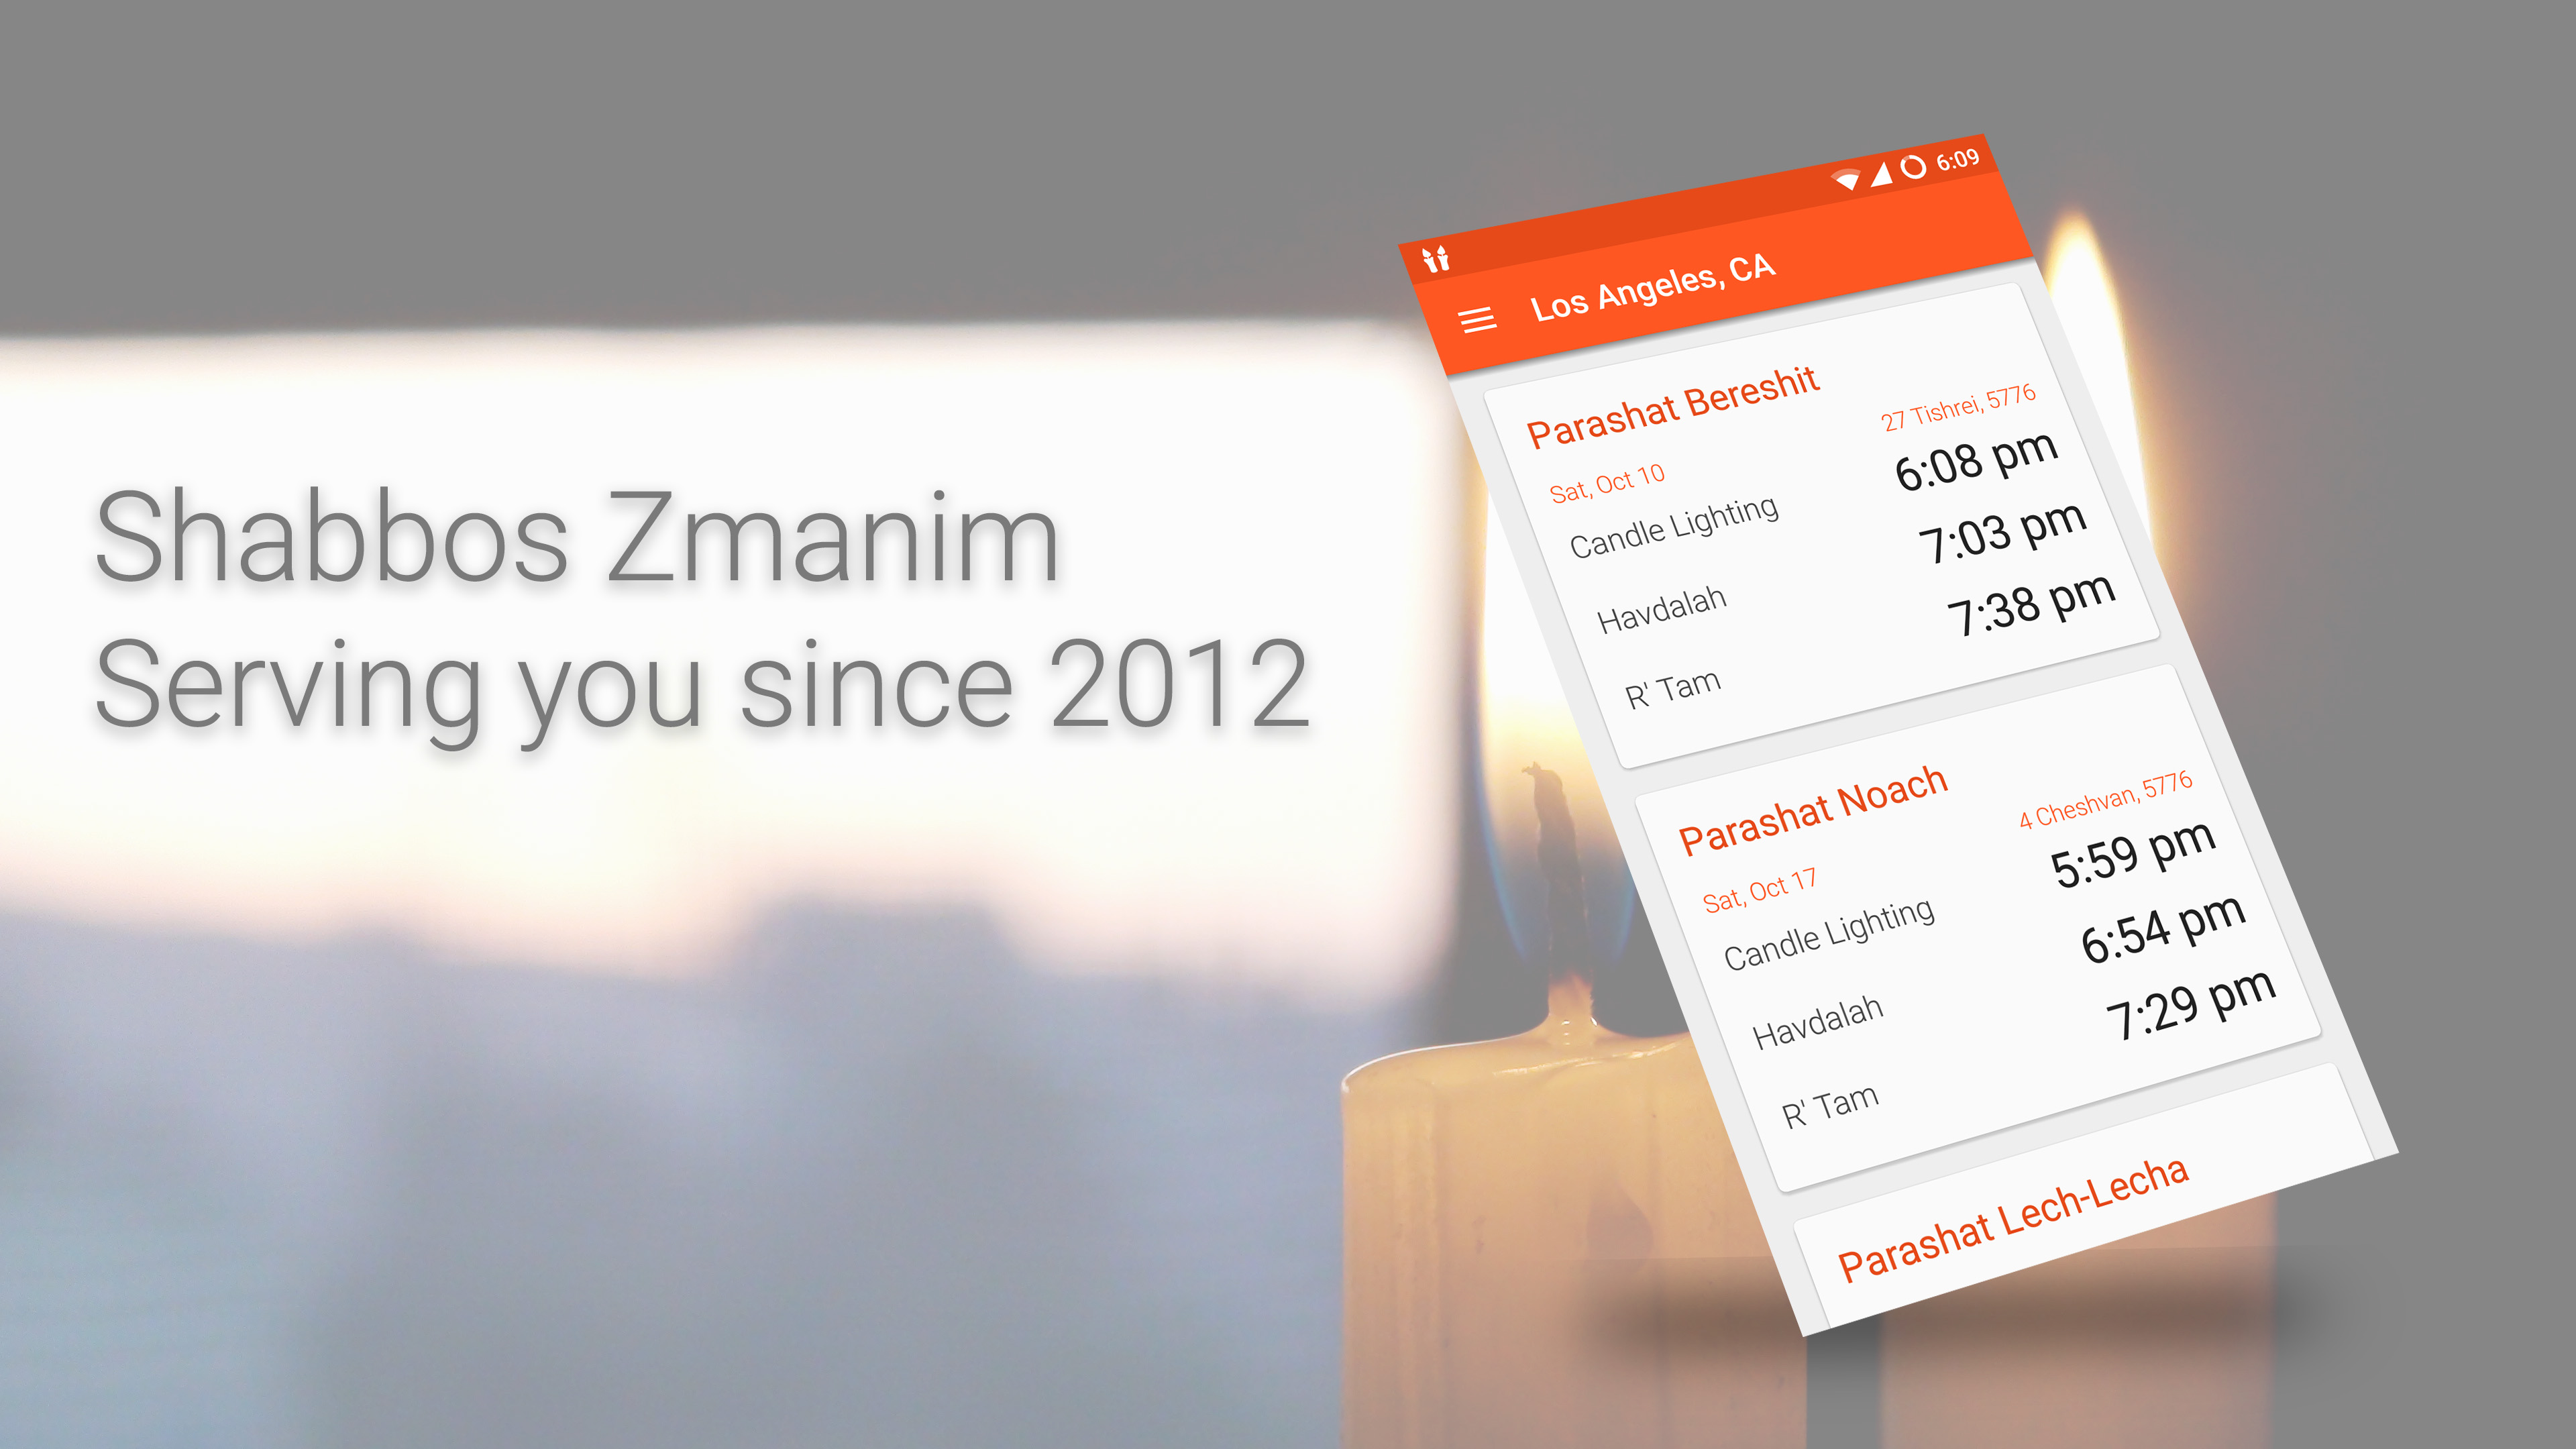 Shabbos Zmanim
Serving you since 2012
6:09
Los Angeles, CA
Parashat Bereshit
Sat, Oct 10
27 Tishrei, 5776
Candle Lighting
6:08 pm
Havdalah
7:03 pm
R' Tam
7:38 pm
Parashat Noach
Sat, Oct 17
4 Cheshvan, 5776
Candle Lighting
5:59 pm
Havdalah
6:54 pm
R' Tam
7:29 pm
Parashat Lech-Lecha